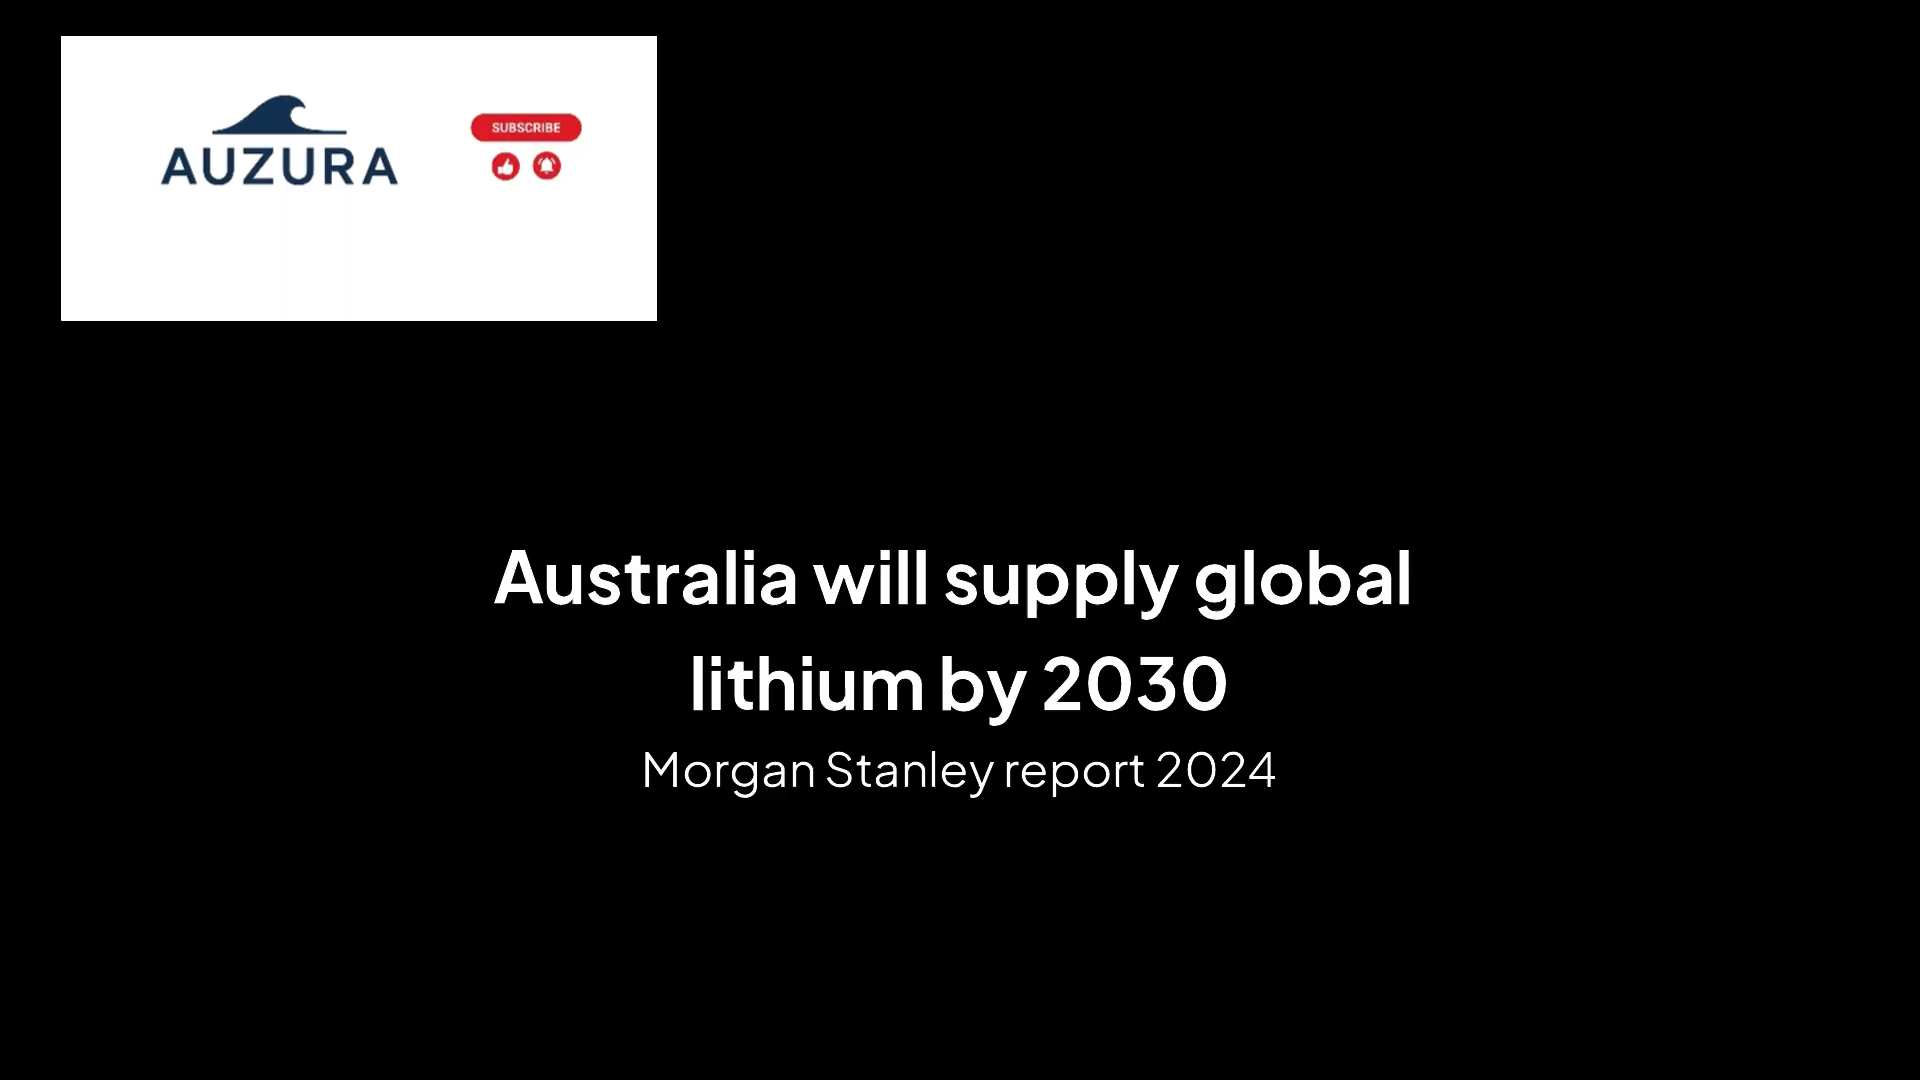 AUZURA
SUBSCRIBE
Australia will supply global
lithium by 2030
Morgan Stanley report 2024